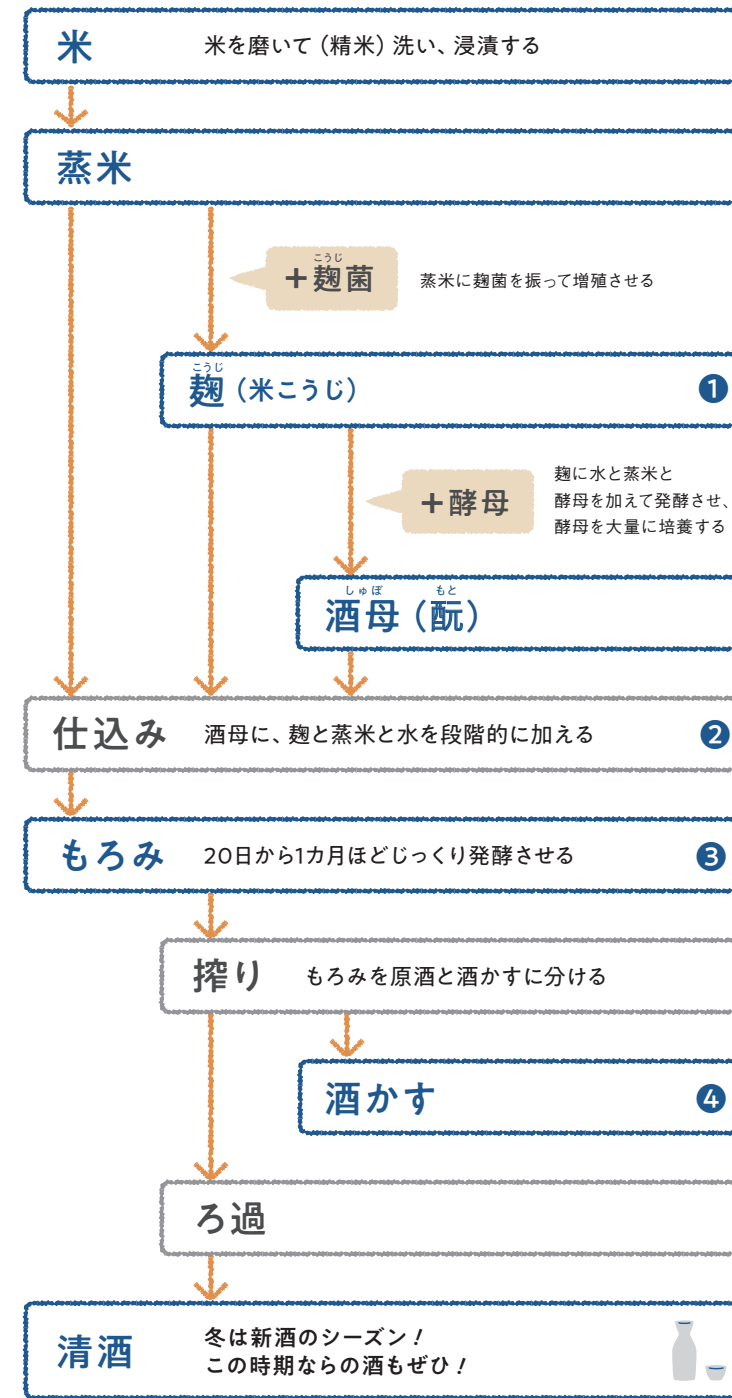 米 米を磨いて（精米）洗い、浸漬する
蒸米
＋麹菌 こうじ 蒸米に麹菌を振って増殖させる
麹（米こうじ） こうじ ❶
＋酵母
麹に水と蒸米と
酵母を加えて発酵させ、
酵母を大量に培養する
しゅぼ もと
酒母（酛）
仕込み 酒母に、麹と蒸米と水を段階的に加える ❷
もろみ 20日から1カ月ほどじっくり発酵させる ❸
搾り もろみを原酒と酒かすに分ける
酒かす ❹
ろ過
清酒
冬は新酒のシーズン！
この時期ならの酒もぜひ！